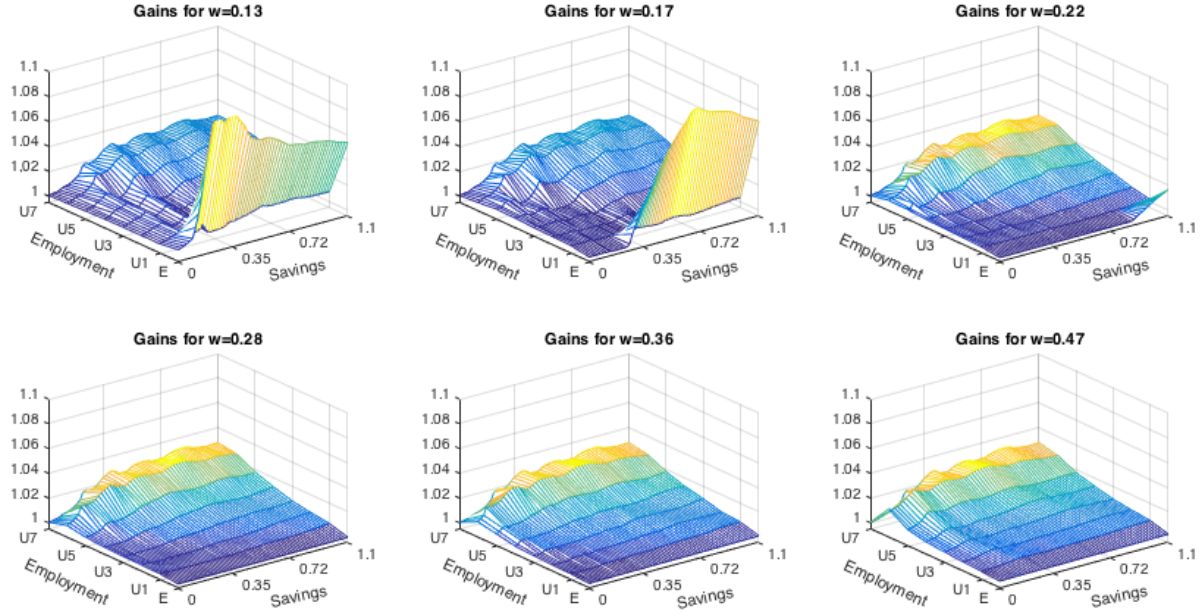 Gains for w=0.13
1.1
1.08
1.06
1.04
1.02
1
U7
U5
U3
U1
E
Employment
0
0.35
0.72
1.1
Savings
Gains for w=0.17
1.1
1.08
1.06
1.04
1.02
1
U7
U5
U3
U1
E
Employment
0
0.35
0.72
1.1
Savings
Gains for w=0.22
1.1
1.08
1.06
1.04
1.02
1
U7
U5
U3
U1
E
Employment
0
0.35
0.72
1.1
Savings
Gains for w=0.28
1.1
1.08
1.06
1.04
1.02
1
U7
U5
U3
U1
E
Employment
0
0.35
0.72
1.1
Savings
Gains for w=0.36
1.1
1.08
1.06
1.04
1.02
1
U7
U5
U3
U1
E
Employment
0
0.35
0.72
1.1
Savings
Gains for w=0.47
1.1
1.08
1.06
1.04
1.02
1
U7
U5
U3
U1
E
Employment
0
0.35
0.72
1.1
Savings